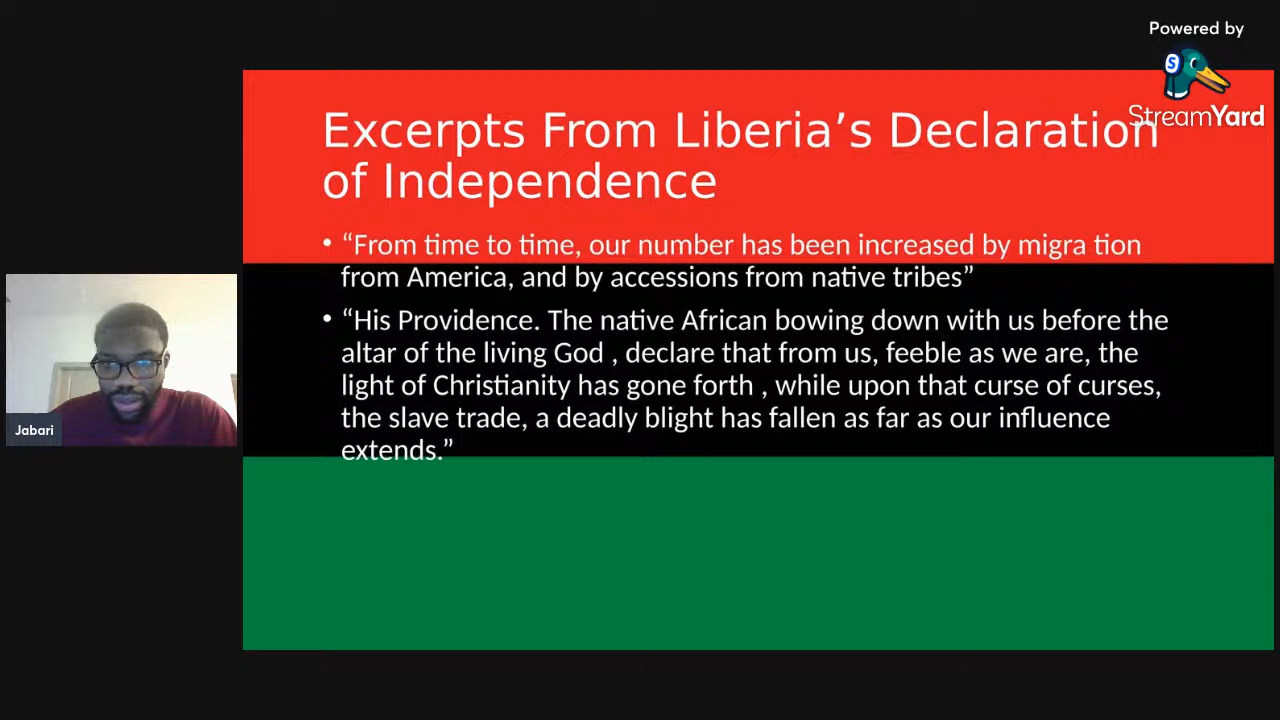 Powered by
StreamYard
Excerpts From Liberia’s Declaration
of Independence
• “From time to time, our number has been increased by migra tion
from America, and by accessions from native tribes”
• “His Providence. The native African bowing down with us before the
altar of the living God , declare that from us, feeble as we are, the
light of Christianity has gone forth , while upon that curse of curses,
the slave trade, a deadly blight has fallen as far as our influence
extends.”
Jabari